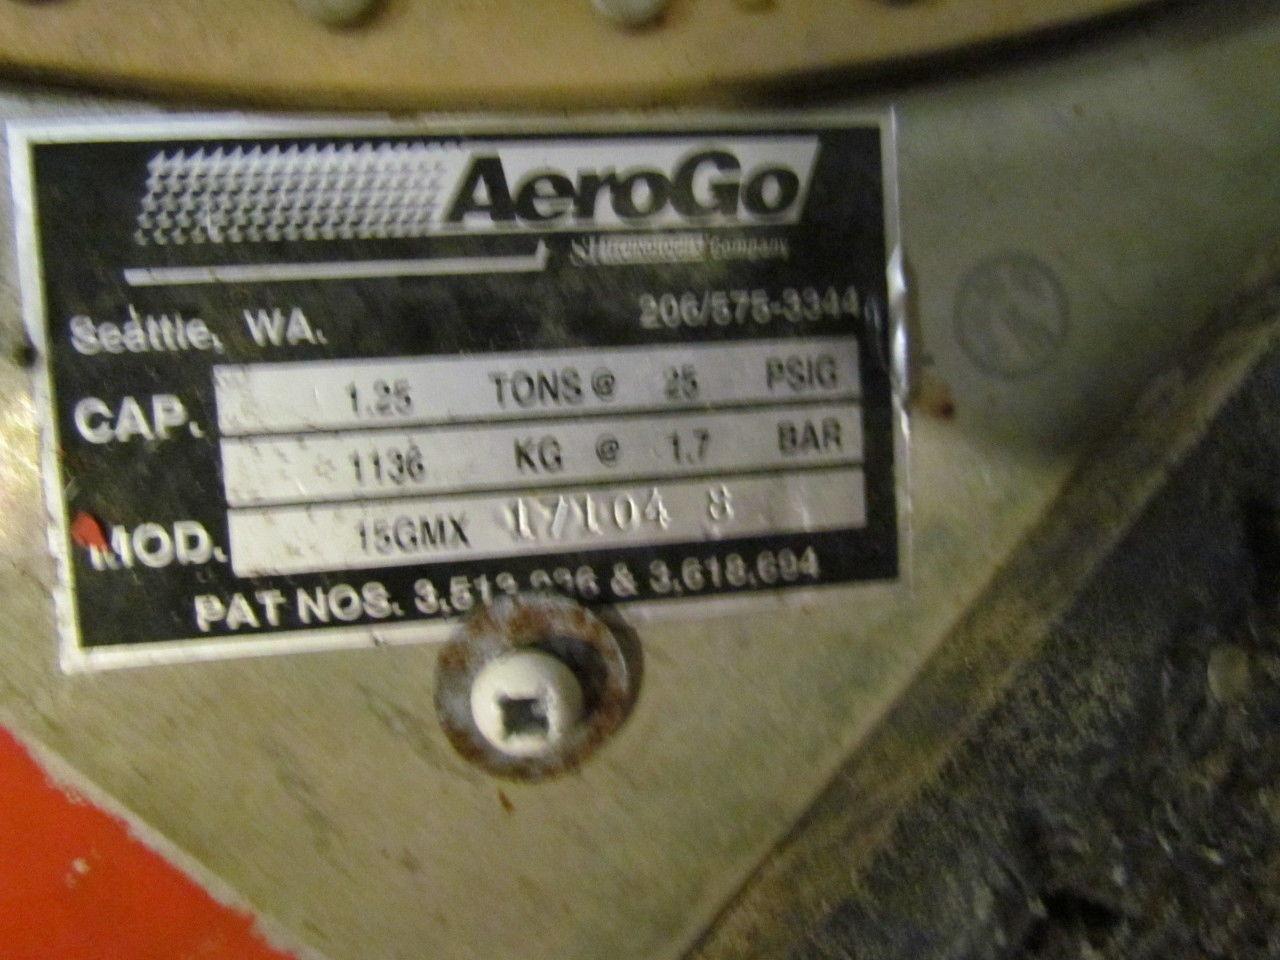 AeroGo
Company
Seattle, WA. 206/575-3344
CAP. 1.25 TONS @ 25 PSIG
1136 KG @ 1.7 BAR
MOD. 15GMX 17104 8
PAT NOS. & 3,618,694